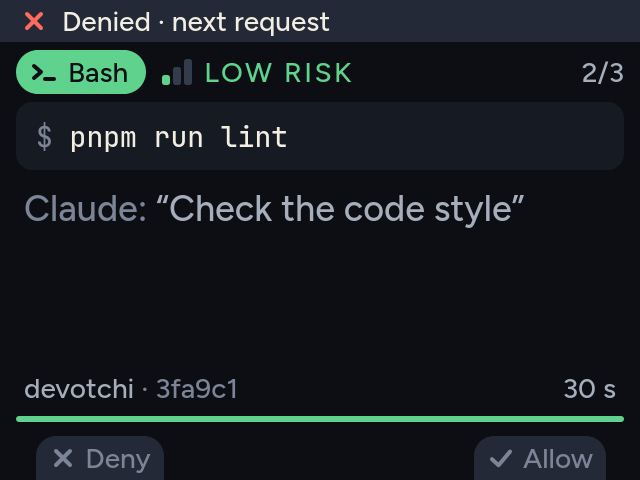 Denied · next request
Bash LOW RISK 2/3
$ pnpm run lint
Claude: “Check the code style”
devotchi · 3fa9c1 30 s
Deny Allow